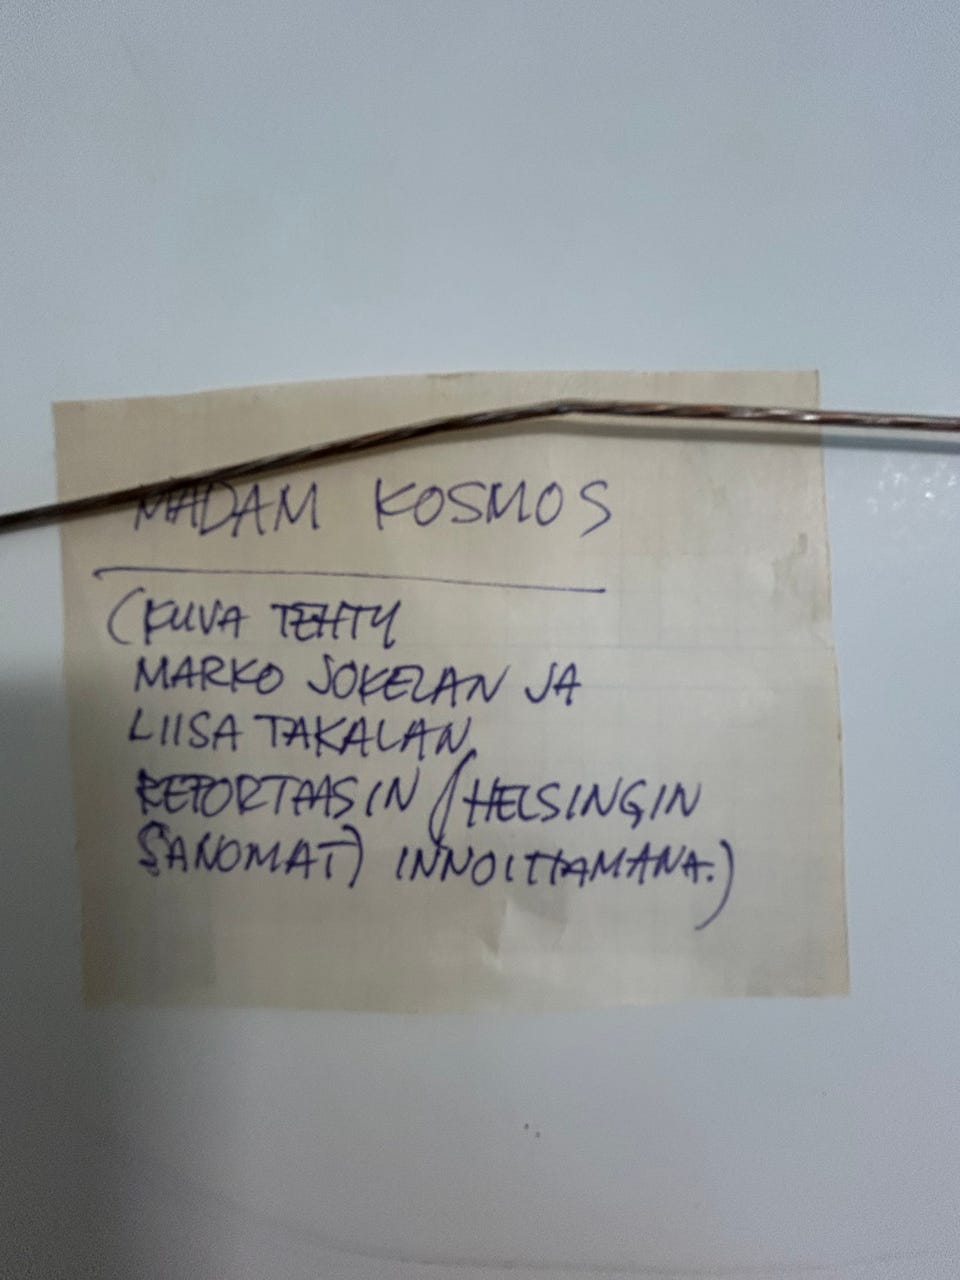 MADAM KOSMOS
(KUVA TEHTY
MARKO JOKELAN JA
LIISA TAKALAN
REPORTAASIN (HELSINGIN
SANOMAT) INNOITTAMANA.)